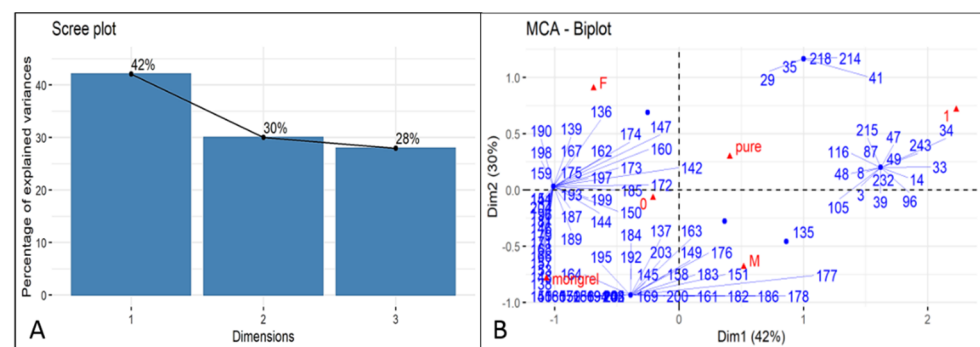 Scree plot
Percentage of explained variances
40
30
20
10
0
42%
30%
28%
1 2 3
Dimensions
A
MCA - Biplot
Dim2 (30%)
1.0
0.5
0.0
-0.5
-1.0
218 214
35
29 41
F
136
1
34
190 139 174 147
215 47
198 167 162 160
116 87 243
pure
159 175 173 142
49 33
48 8
197
232 14
185 172
193 199
3
0
105 39 96
187 144 150
189 184 137 163
135
195 192 203 149 176
M
mongrel
164 145 158 183 151 177
169 200 161 182 186 178
-1 0 1 2
Dim1 (42%)
B